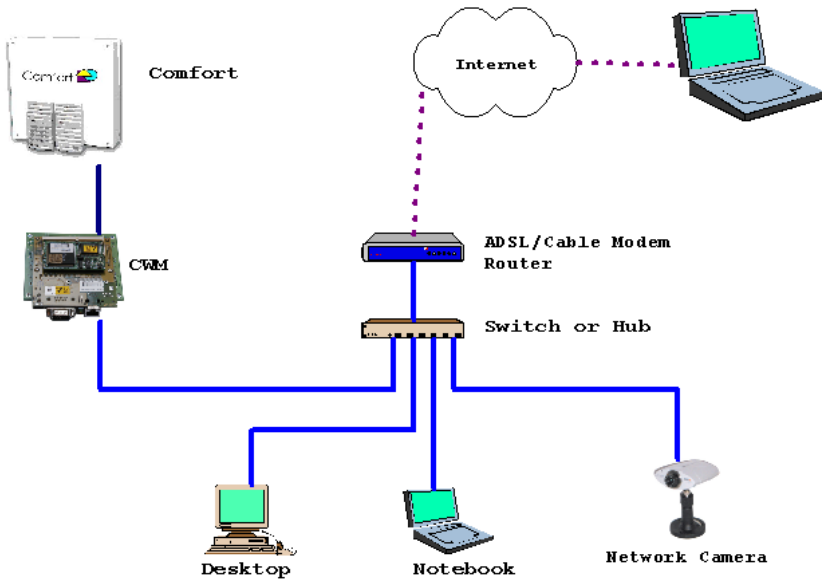 Comfort
Comfort
Internet
CWM
ADSL/Cable Modem
Router
Switch or Hub
Desktop
Notebook
Network Camera